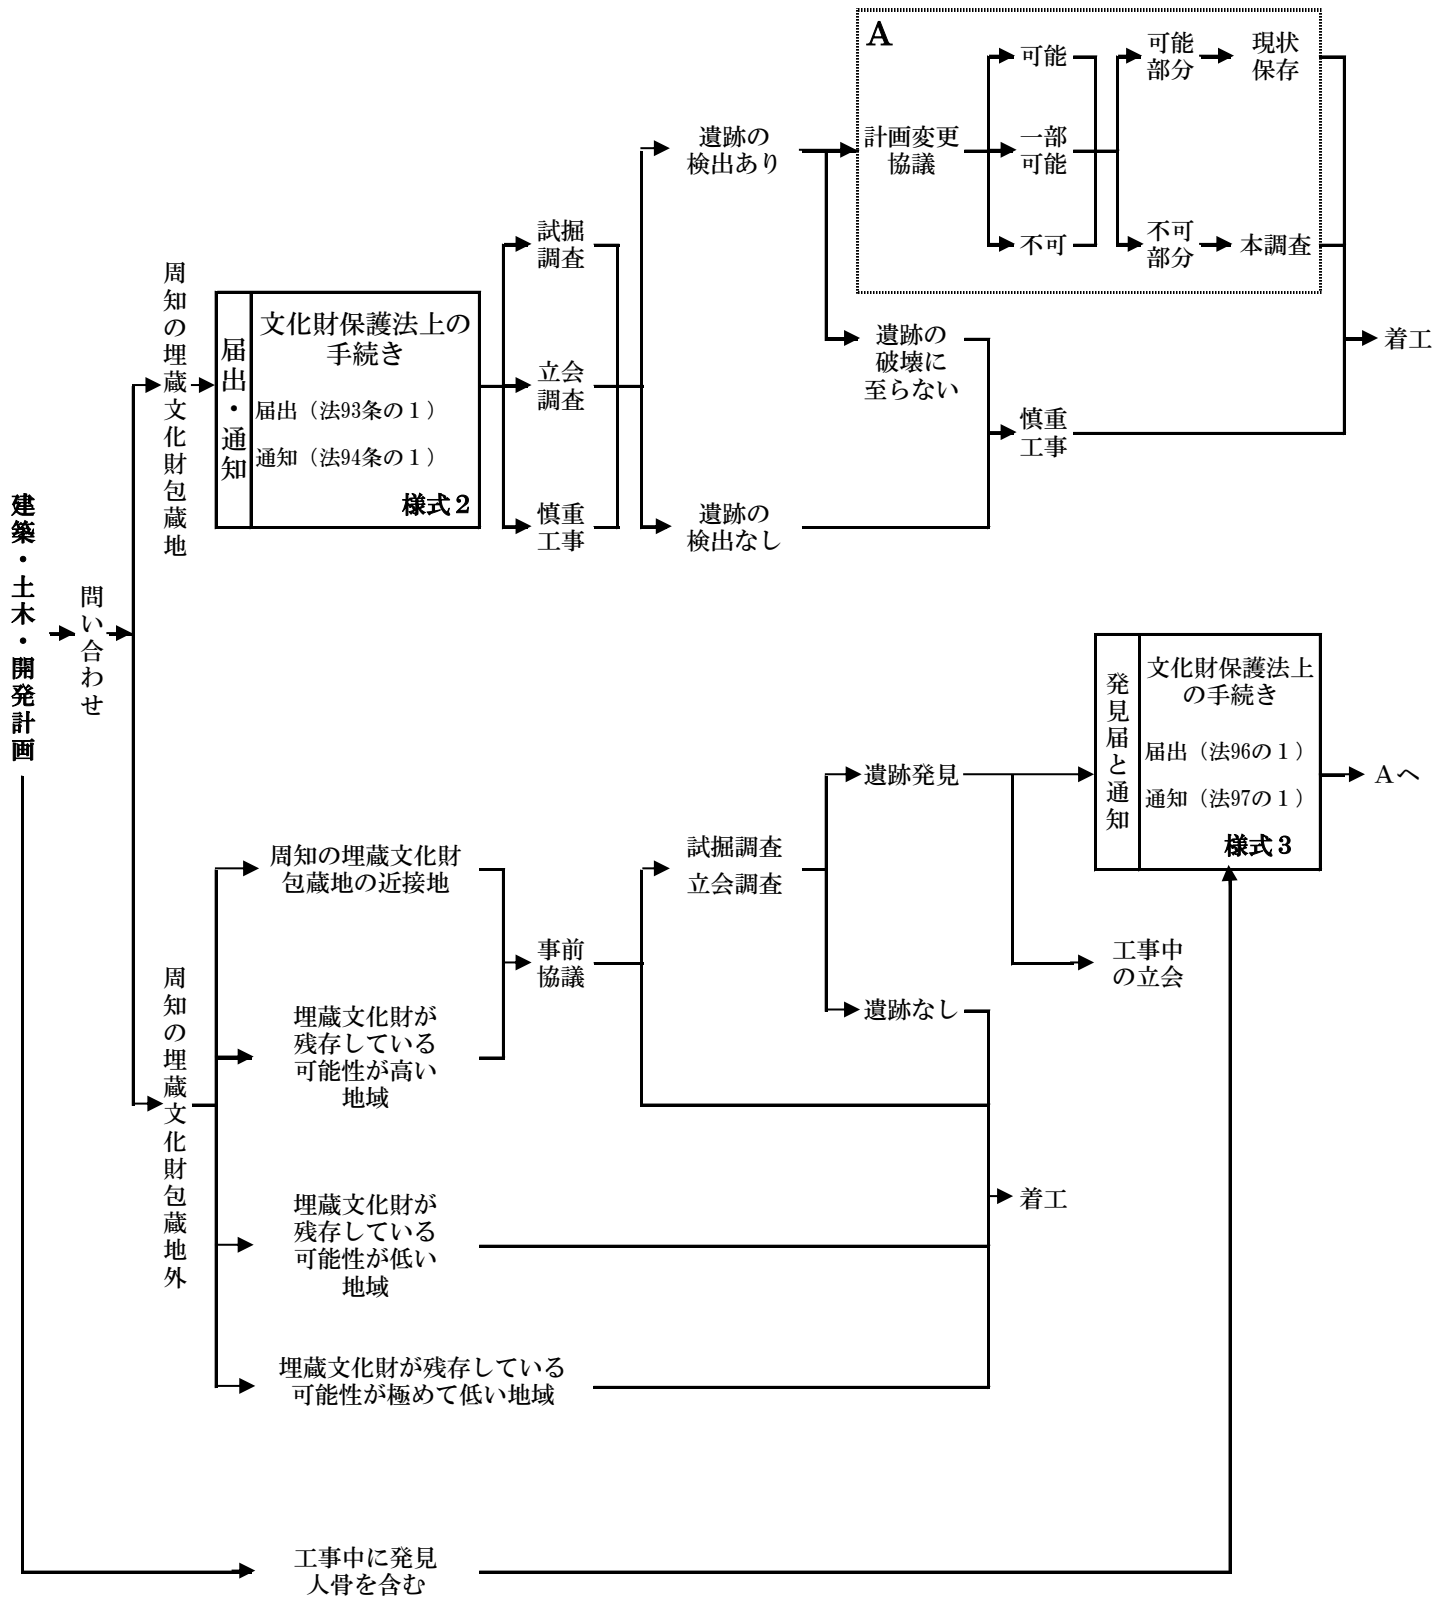 建築・土木・開発計画
問い合わせ
周知の埋蔵文化財包蔵地
届出・通知
文化財保護法上の
手続き
届出（法93条の１）
通知（法94条の１）
様式２
試掘
調査
立会
調査
慎重
工事
遺跡の
検出あり
遺跡の
検出なし
A
計画変更
協議
可能
一部
可能
不可
可能
部分
現状
保存
不可
部分
本調査
遺跡の
破壊に
至らない
慎重
工事
着工
周知の埋蔵文化財包蔵地外
周知の埋蔵文化財
包蔵地の近接地
埋蔵文化財が
残存している
可能性が高い
地域
埋蔵文化財が
残存している
可能性が低い
地域
埋蔵文化財が残存している
可能性が極めて低い地域
事前
協議
試掘調査
立会調査
遺跡発見
遺跡なし
発見届と通知
文化財保護法上
の手続き
届出（法96の１）
通知（法97の１）
様式３
Aへ
工事中
の立会
着工
工事中に発見
人骨を含む